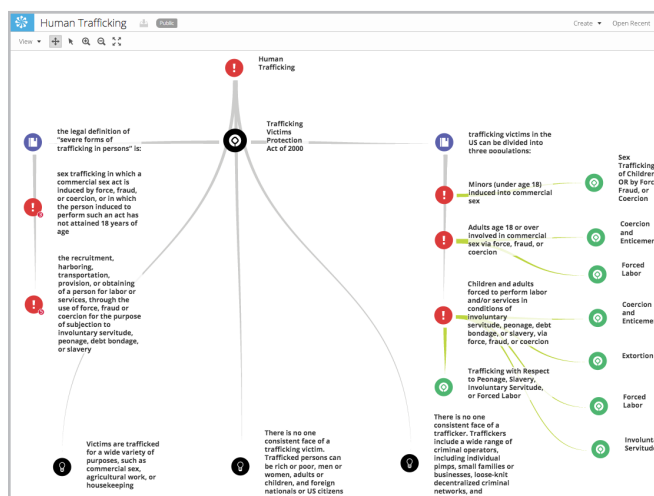 Human Trafficking
Public
Create
Open Recent
View
Human
Trafficking
Trafficking
Victims
Protection
Act of 2000
the legal definition of
"severe forms of
trafficking in persons" is:
sex trafficking in which a
commercial sex act is
induced by force, fraud,
or coercion, or in which
the person induced to
perform such an act has
not attained 18 years of
age
the recruitment,
harboring,
transportation,
provision, or obtaining
of a person for labor or
services, through the
use of force, fraud or
coercion for the purpose
of subjection to
involuntary servitude,
peonage, debt bondage,
or slavery
trafficking victims in the
US can be divided into
three populations:
Minors (under age 18)
induced into commercial
sex
Adults age 18 or over
involved in commercial
sex via force, fraud, or
coercion
Children and adults
forced to perform labor
and/or services in
conditions of
involuntary
servitude, peonage, debt
bondage, or slavery, via
force, fraud, or coercion
Trafficking with Respect
to Peonage, Slavery,
Involuntary Servitude,
or Forced Labor
Sex
Trafficking
of Children
OR by Forc
Fraud, or
Coercion
Coercion
and
Enticemen
Forced
Labor
Coercion
and
Enticeme
Extortion
Forced
Labor
Involunt
Servitude
Victims are trafficked
for a wide variety of
purposes, such as
commercial sex,
agricultural work, or
housekeeping
There is no one
consistent face of a
trafficking victim.
Trafficked persons can
be rich or poor, men or
women, adults or
children, and foreign
nationals or US citizens
There is no one
consistent face of a
trafficker. Traffickers
include a wide range of
criminal operators,
including individual
pimps, small families or
businesses, loose-knit
decentralized criminal
networks, and